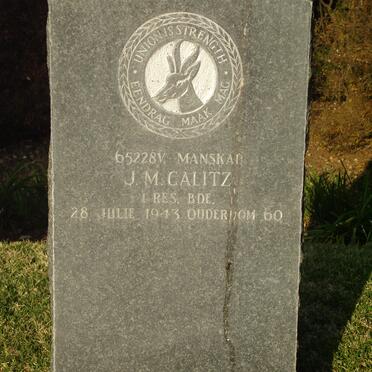 UNION IS STRENGTH
EENDRAG MAAK MAG
65228V. MANSKAP
J. M. CALITZ
1 RES. BDE.
28 JULIE 1943 OUDERDOM 60